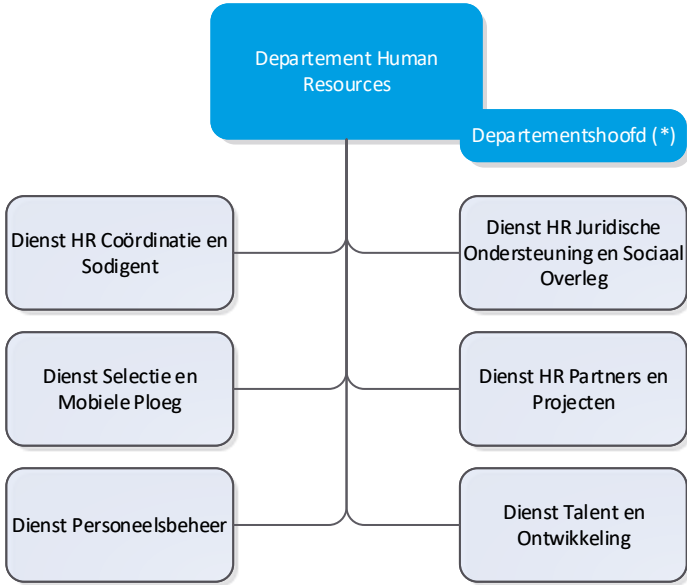 Departement Human
Resources
Departementshoofd (*)
Dienst HR Coördinatie en
Sodigent
Dienst HR Juridische
Ondersteuning en Sociaal
Overleg
Dienst Selectie en
Mobiele Ploeg
Dienst HR Partners en
Projecten
Dienst Personeelsbeheer
Dienst Talent en
Ontwikkeling